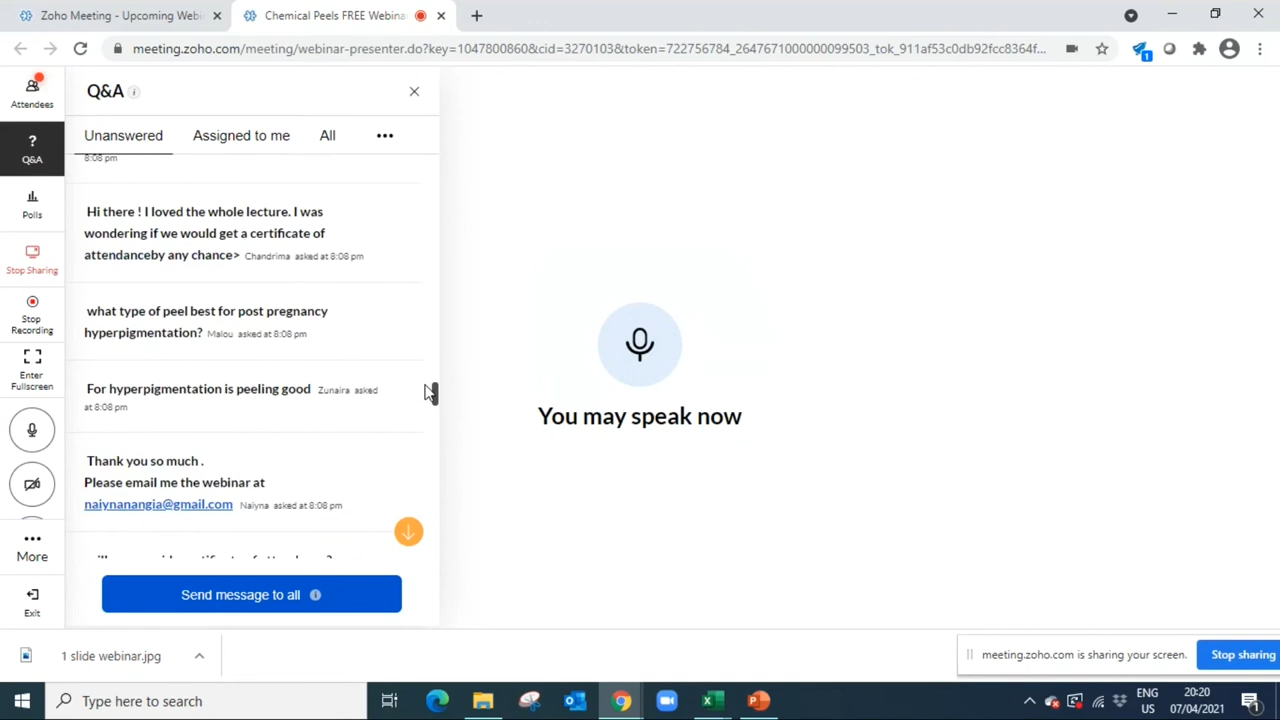 Zoho Meeting - Upcoming Webi
Chemical Peels FREE Webina
meeting.zoho.com/meeting/webinar-presenter.do?key=1047800860&cid=3270103&token=722756784_2647671000000099503_tok_911af53c0db92fcc8364f...
1
Attendees
?
Q&A
Polls
Stop Sharing
Stop
Recording
Enter
Fullscreen
More
Exit
Q&A
Unanswered Assigned to me All
8:08 pm
Hi there ! I loved the whole lecture. I was
wondering if we would get a certificate of
attendanceby any chance> Chandrima asked at 8:08 pm
what type of peel best for post pregnancy
hyperpigmentation? Malou asked at 8:08 pm
For hyperpigmentation is peeling good Zunaira asked
at 8:08 pm
Thank you so much .
Please email me the webinar at
naiynanangia@gmail.com Naiyna asked at 8:08 pm
Send message to all
You may speak now
1 slide webinar.jpg
meeting.zoho.com is sharing your screen. Stop sharing
Type here to search
ENG
US
20:20
07/04/2021
1